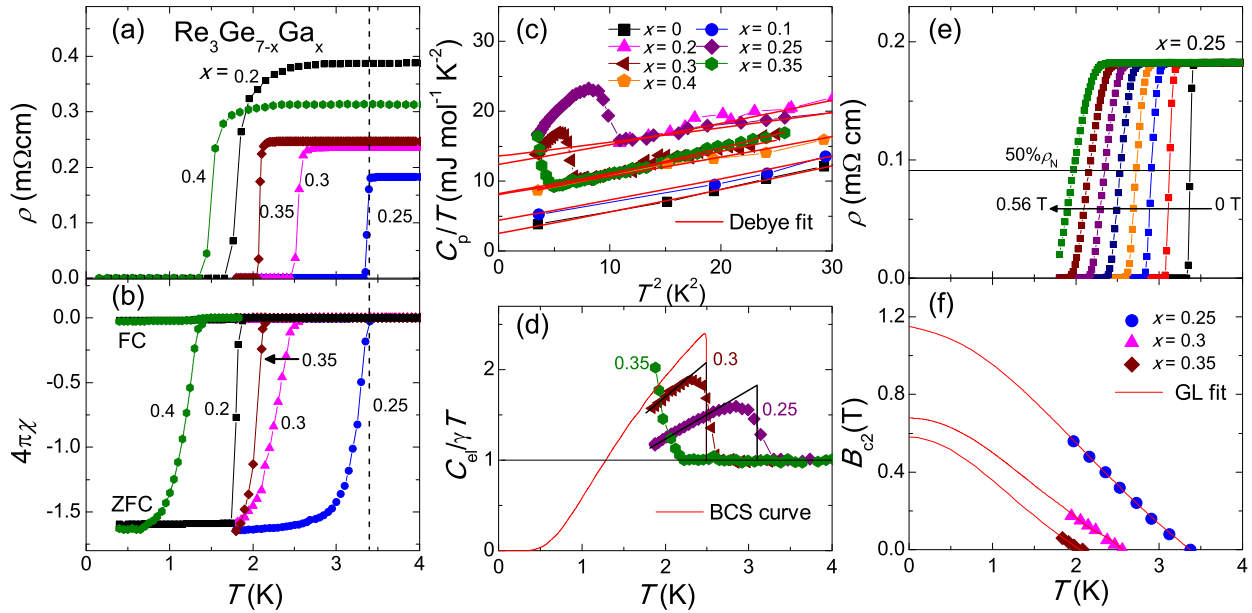 (a)
Re3Ge7-xGax
x = 0.2
0.4
0.35
0.3
0.25
ρ (mΩcm)
0.4
0.3
0.2
0.1
0.0
(b)
FC
0.4
0.2
0.35
0.3
0.25
ZFC
4πχ
0.0
-0.5
-1.0
-1.5
0 1 2 3 4
T (K)
(c)
x = 0
x = 0.1
x = 0.2
x = 0.25
x = 0.3
x = 0.35
x = 0.4
Debye fit
Cp/T (mJ mol⁻¹ K⁻²)
30
20
10
0
0 10 20 30
T² (K²)
(d)
0.35
0.3
0.25
BCS curve
Cel/γT
2
1
0
0 1 2 3 4
T (K)
(e)
x = 0.25
50%ρN
0.56 T
0 T
ρ (mΩ cm)
0.2
0.1
0.0
(f)
x = 0.25
x = 0.3
x = 0.35
GL fit
Bc2(T)
1.2
0.8
0.4
0.0
0 1 2 3 4
T (K)